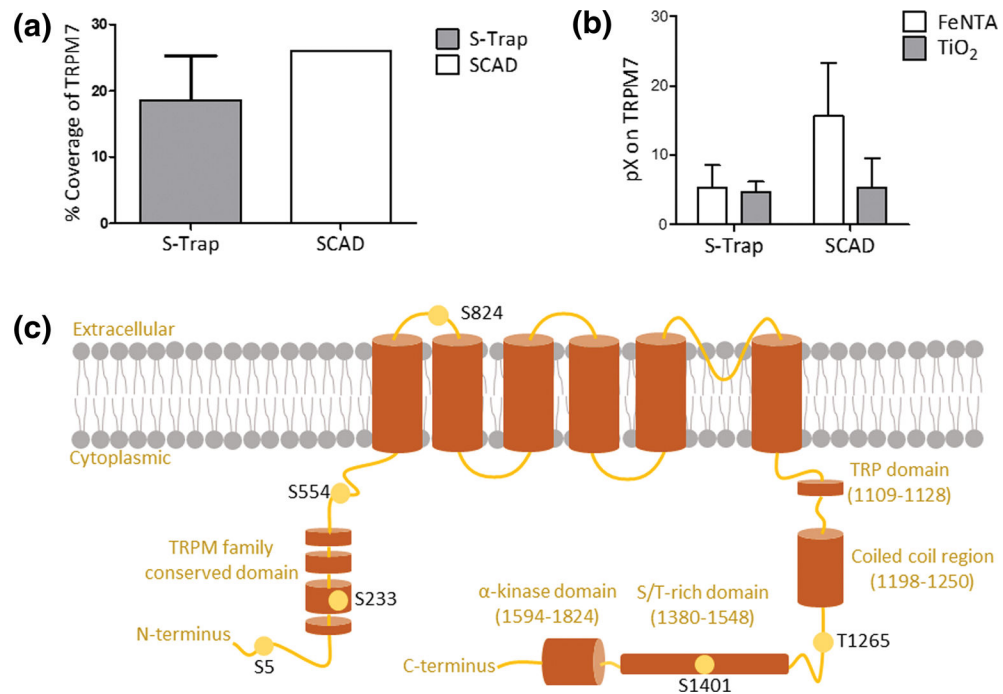 (a)
% Coverage of TRPM7
30
20
10
0
S-Trap
SCAD
S-Trap
SCAD
(b)
pX on TRPM7
30
20
10
0
S-Trap
SCAD
FeNTA
TiO₂
(c)
Extracellular
S824
Cytoplasmic
S554
TRP domain
(1109-1128)
TRPM family
conserved domain
Coiled coil region
(1198-1250)
S233
α-kinase domain
(1594-1824)
S/T-rich domain
(1380-1548)
N-terminus
S5
T1265
C-terminus
S1401